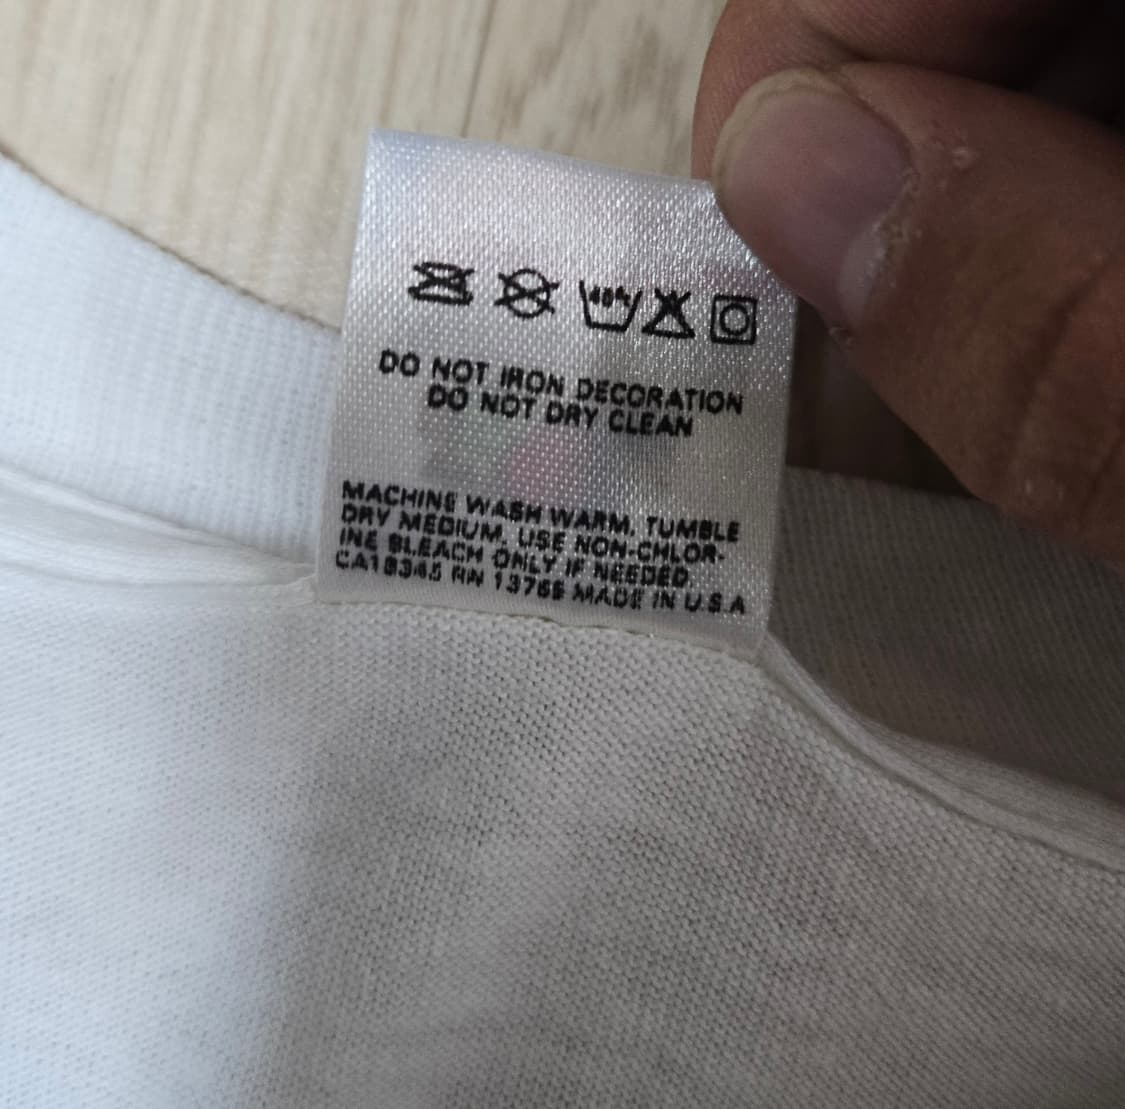 40°
DO NOT IRON DECORATION
DO NOT DRY CLEAN
MACHINE WASH WARM, TUMBLE
DRY MEDIUM, USE NON-CHLOR-
INE BLEACH ONLY IF NEEDED.
CA18345 RN 13765 MADE IN U.S.A